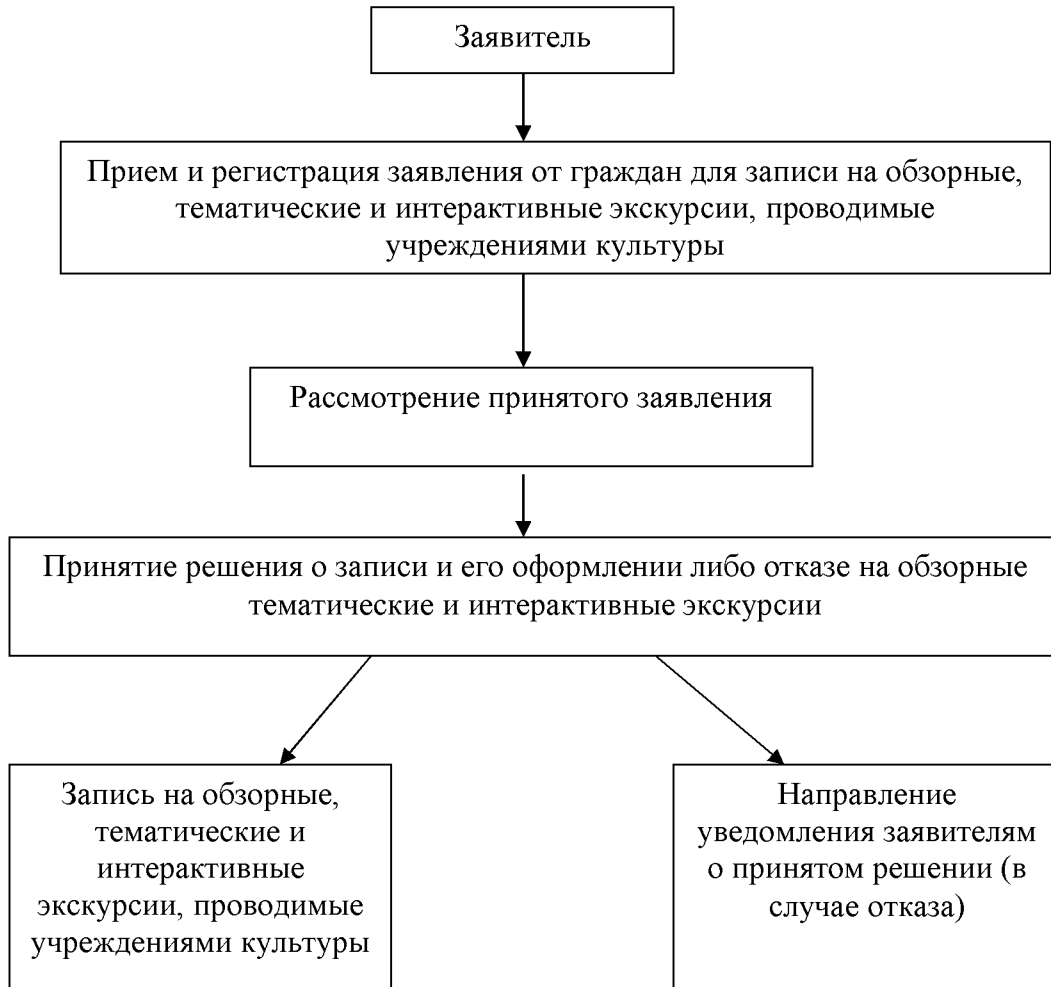 Заявитель
Прием и регистрация заявления от граждан для записи на обзорные,
тематические и интерактивные экскурсии, проводимые
учреждениями культуры
Рассмотрение принятого заявления
Принятие решения о записи и его оформлении либо отказе на обзорные
тематические и интерактивные экскурсии
Запись на обзорные,
тематические и
интерактивные
экскурсии, проводимые
учреждениями культуры
Направление
уведомления заявителям
о принятом решении (в
случае отказа)